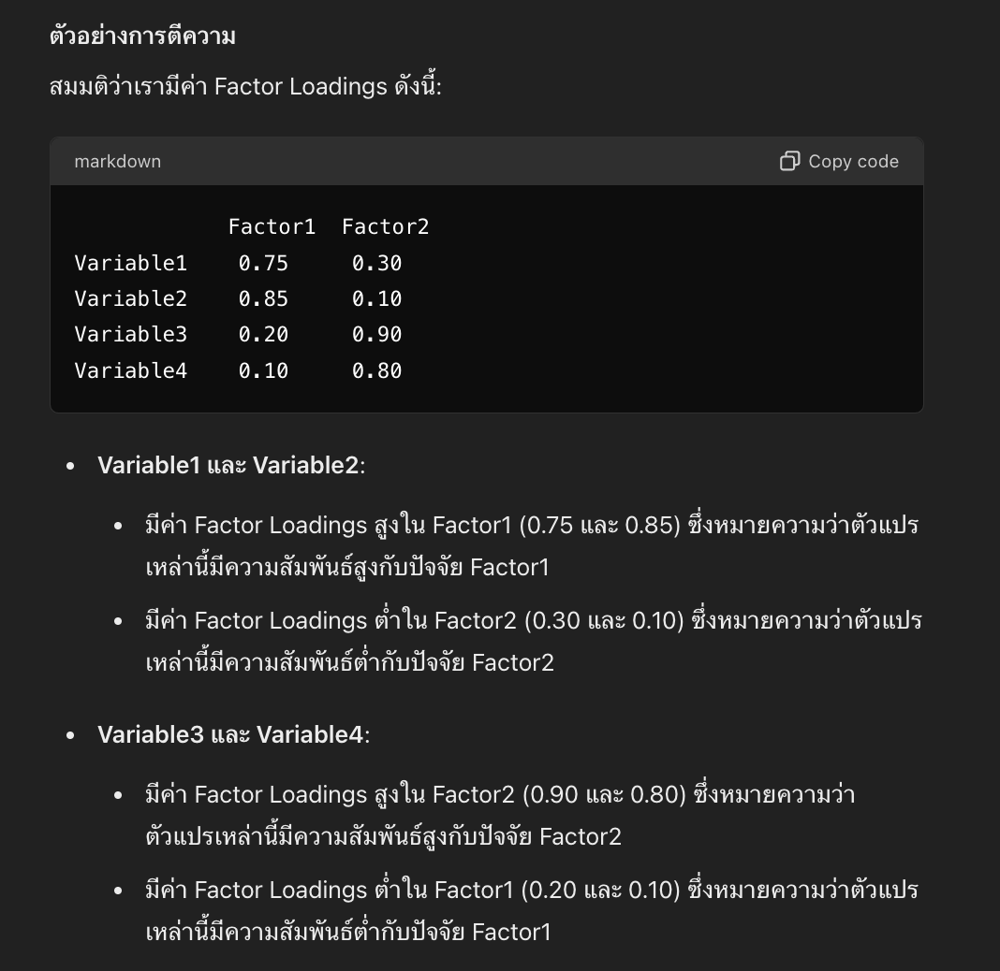 ตัวอย่างการตีความ
สมมติว่าเรามีค่า Factor Loadings ดังนี้:
markdown Copy code
Factor1 Factor2
Variable1 0.75 0.30
Variable2 0.85 0.10
Variable3 0.20 0.90
Variable4 0.10 0.80
• Variable1 และ Variable2:
• มีค่า Factor Loadings สูงใน Factor1 (0.75 และ 0.85) ซึ่งหมายความว่าตัวแปร
เหล่านี้มีความสัมพันธ์สูงกับปัจจัย Factor1
• มีค่า Factor Loadings ต่ำใน Factor2 (0.30 และ 0.10) ซึ่งหมายความว่าตัวแปร
เหล่านี้มีความสัมพันธ์ต่ำกับปัจจัย Factor2
• Variable3 และ Variable4:
• มีค่า Factor Loadings สูงใน Factor2 (0.90 และ 0.80) ซึ่งหมายความว่า
ตัวแปรเหล่านี้มีความสัมพันธ์สูงกับปัจจัย Factor2
• มีค่า Factor Loadings ต่ำใน Factor1 (0.20 และ 0.10) ซึ่งหมายความว่าตัวแปร
เหล่านี้มีความสัมพันธ์ต่ำกับปัจจัย Factor1